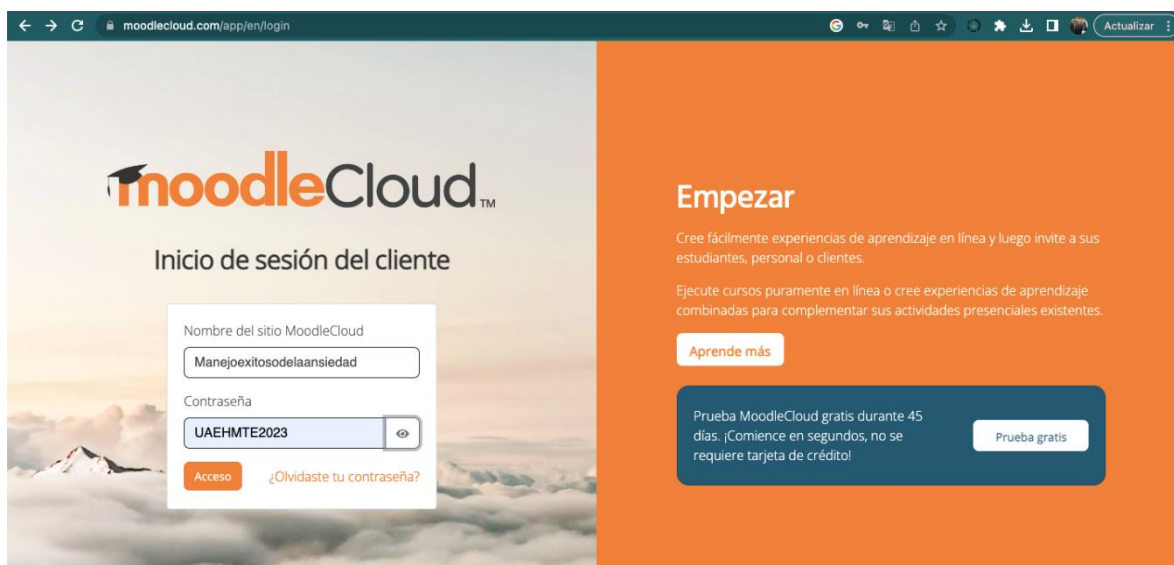 moodlecloud.com/app/en/login
Actualizar
moodleCloud™
Inicio de sesión del cliente
Nombre del sitio MoodleCloud
Manejoexitosodelaansiedad
Contraseña
UAEHMTE2023
Acceso
¿Olvidaste tu contraseña?
Empezar
Cree fácilmente experiencias de aprendizaje en línea y luego invite a sus
estudiantes, personal o clientes.
Ejecute cursos puramente en línea o cree experiencias de aprendizaje
combinadas para complementar sus actividades presenciales existentes.
Aprende más
Prueba MoodleCloud gratis durante 45
días. ¡Comience en segundos, no se
requiere tarjeta de crédito!
Prueba gratis